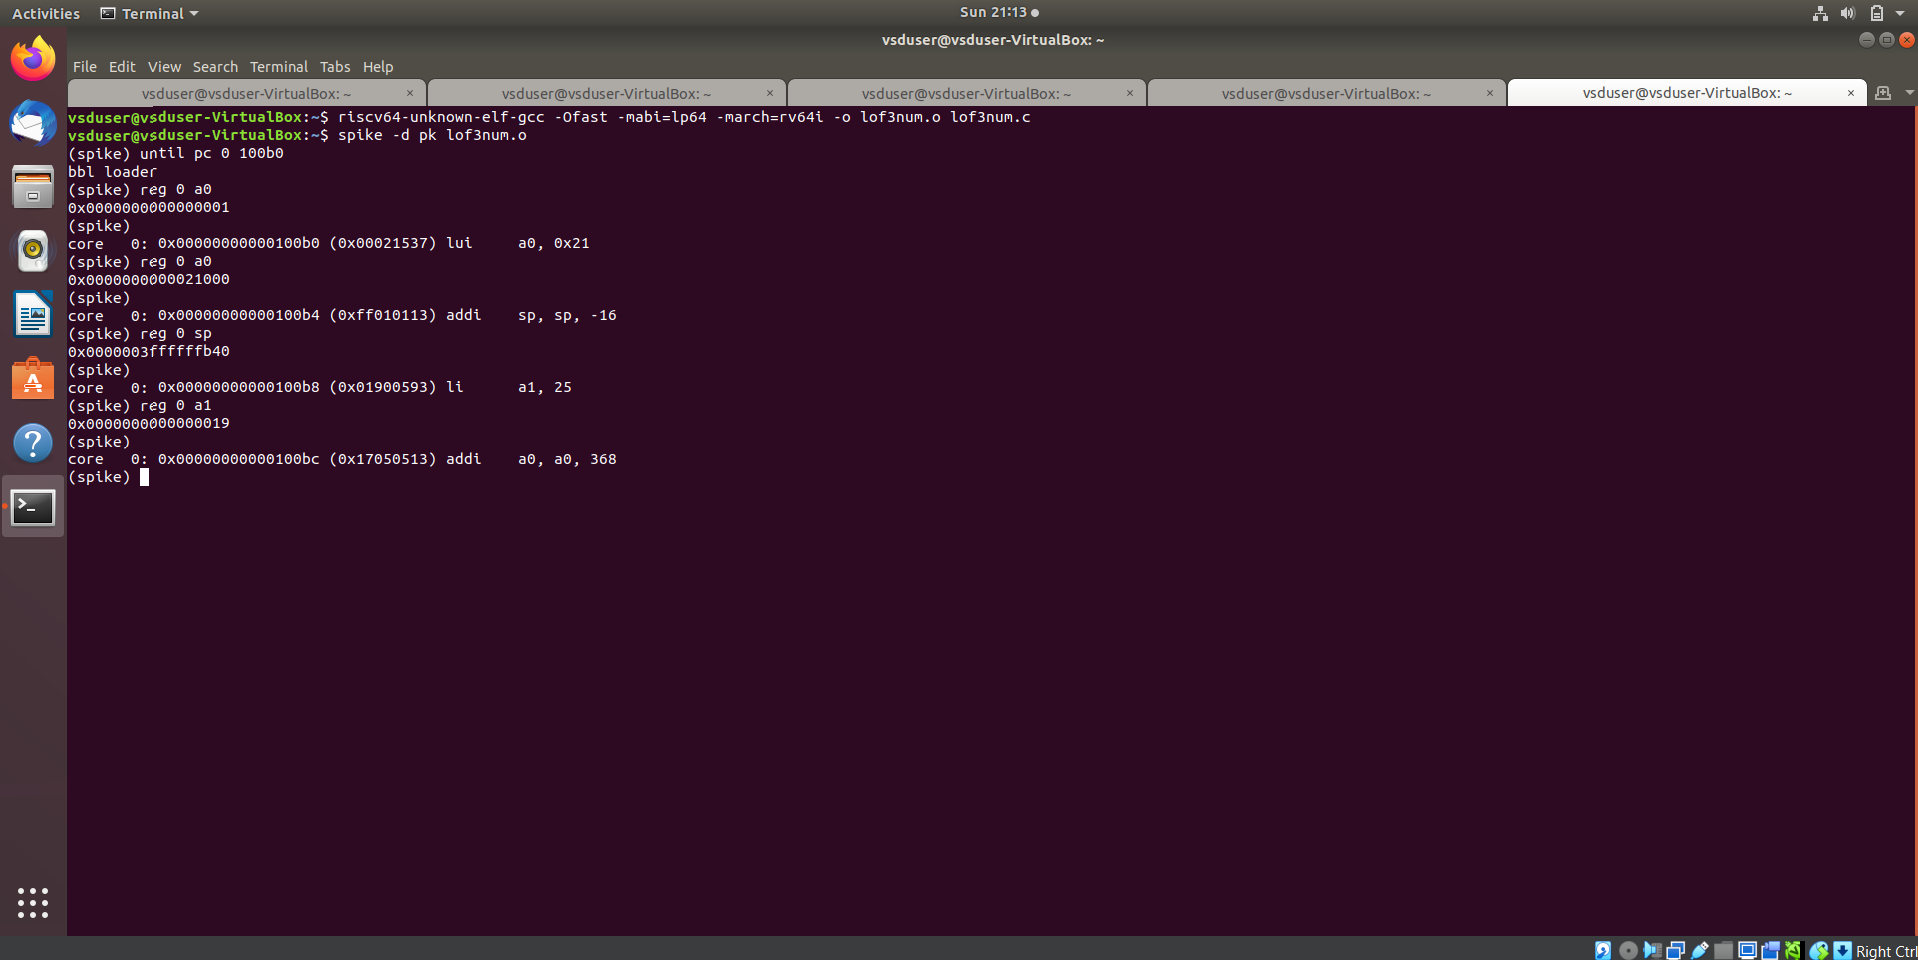 Activities Terminal Sun 21:13
vsduser@vsduser-VirtualBox: ~
File Edit View Search Terminal Tabs Help
vsduser@vsduser-VirtualBox: ~ × vsduser@vsduser-VirtualBox: ~ × vsduser@vsduser-VirtualBox: ~ × vsduser@vsduser-VirtualBox: ~ × vsduser@vsduser-VirtualBox: ~ ×
vsduser@vsduser-VirtualBox:~$ riscv64-unknown-elf-gcc -Ofast -mabi=lp64 -march=rv64i -o lof3num.o lof3num.c
vsduser@vsduser-VirtualBox:~$ spike -d pk lof3num.o
(spike) until pc 0 100b0
bbl loader
(spike) reg 0 a0
0x0000000000000001
(spike)
core   0: 0x00000000000100b0 (0x00021537) lui     a0, 0x21
(spike) reg 0 a0
0x0000000000021000
(spike)
core   0: 0x00000000000100b4 (0xff010113) addi    sp, sp, -16
(spike) reg 0 sp
0x0000003ffffffb40
(spike)
core   0: 0x00000000000100b8 (0x01900593) li      a1, 25
(spike) reg 0 a1
0x0000000000000019
(spike)
core   0: 0x00000000000100bc (0x17050513) addi    a0, a0, 368
(spike)
Right Ctrl